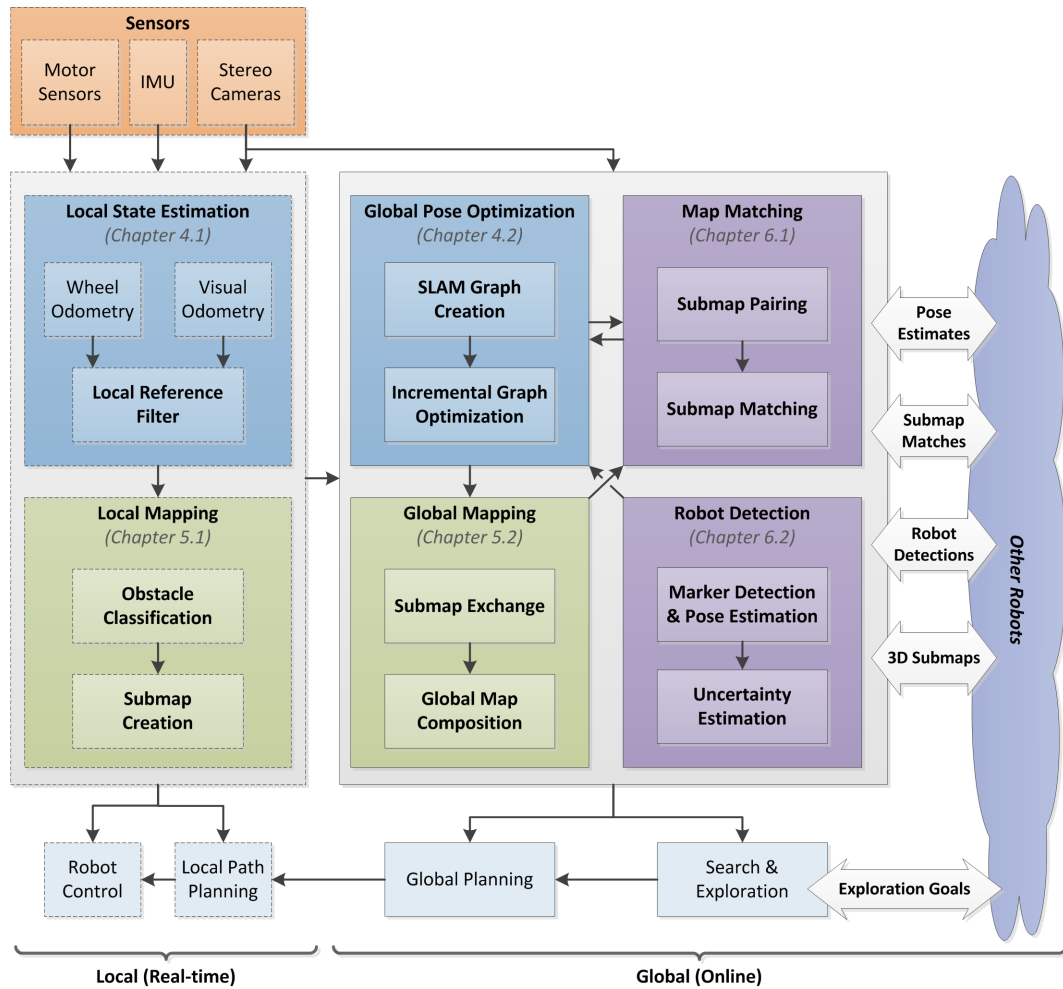 Sensors
Motor
Sensors
IMU
Stereo
Cameras
Local State Estimation
(Chapter 4.1)
Wheel
Odometry
Visual
Odometry
Local Reference
Filter
Local Mapping
(Chapter 5.1)
Obstacle
Classification
Submap
Creation
Global Pose Optimization
(Chapter 4.2)
SLAM Graph
Creation
Incremental Graph
Optimization
Map Matching
(Chapter 6.1)
Submap Pairing
Submap Matching
Global Mapping
(Chapter 5.2)
Submap Exchange
Global Map
Composition
Robot Detection
(Chapter 6.2)
Marker Detection
& Pose Estimation
Uncertainty
Estimation
Pose
Estimates
Submap
Matches
Robot
Detections
3D Submaps
Other Robots
Robot
Control
Local Path
Planning
Global Planning
Search &
Exploration
Exploration Goals
Local (Real-time)
Global (Online)